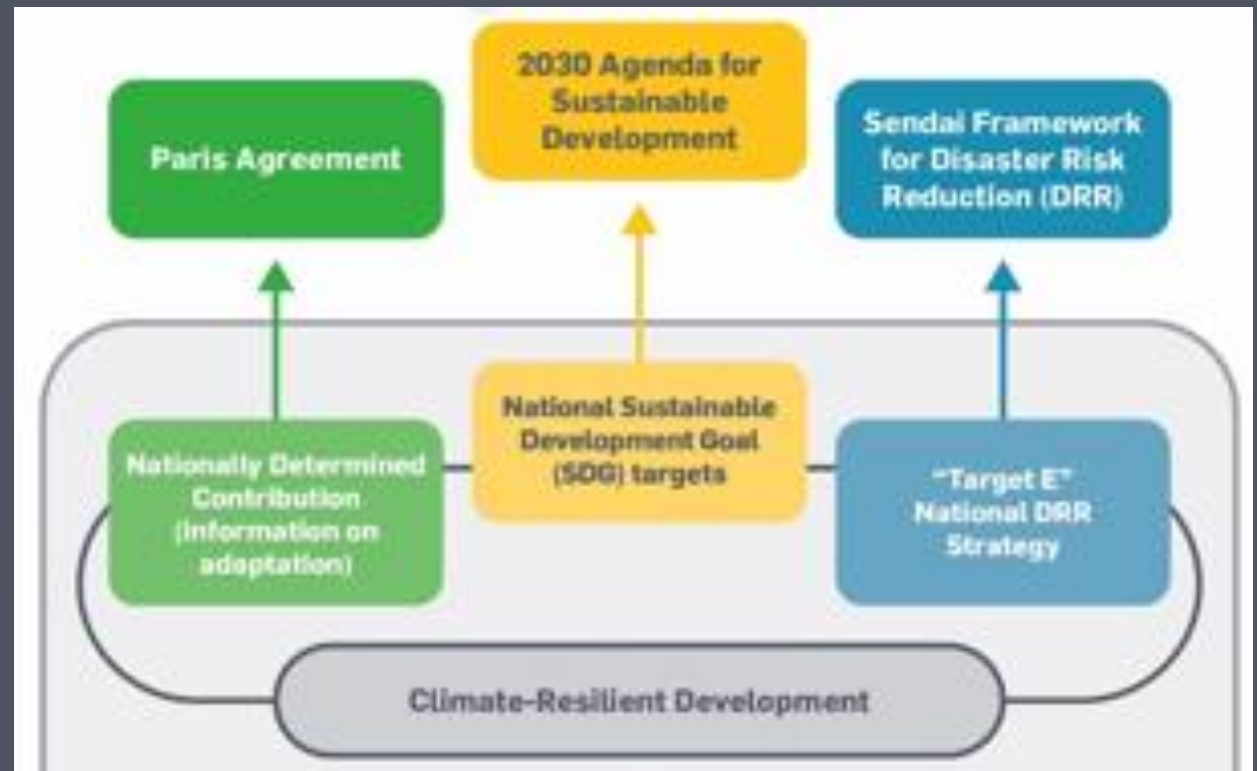 2030 Agenda for
Sustainable
Development
Paris Agreement
Sendai Framework
for Disaster Risk
Reduction (DRR)
Nationally Determined
Contribution
(information on
adaptation)
National Sustainable
Development Goal
(SDG) targets
“Target E”
National DRR
Strategy
Climate-Resilient Development